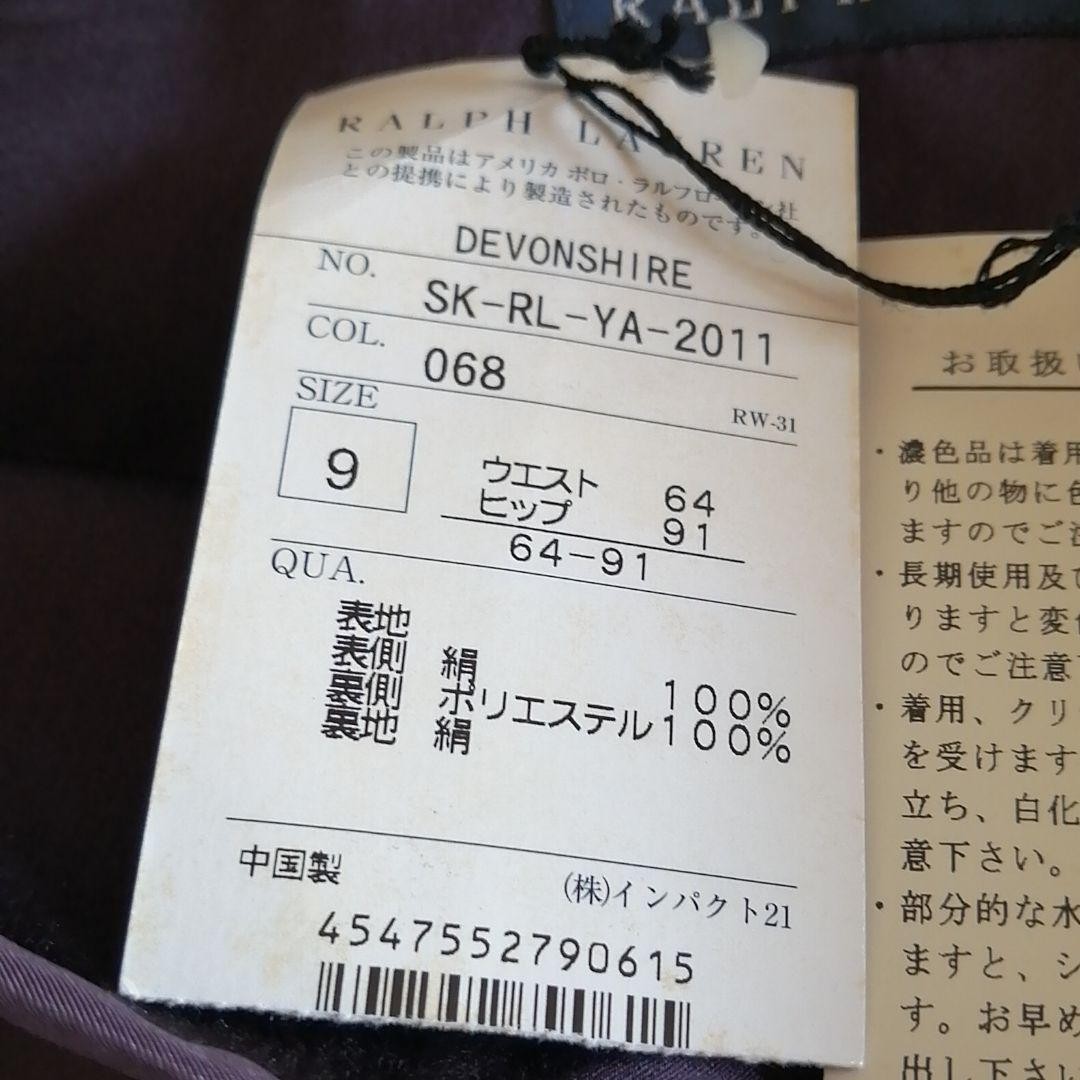 RALPH LAUREN
この製品はアメリカ ポロ・ラルフローレン社
との提携により製造されたものです。
DEVONSHIRE
NO.
SK-RL-YA-2011
COL.
068
RW-31
SIZE
9
ウエスト 64
ヒップ 91
64-91
QUA.
表地
表側 絹 100%
裏側 ポリエステル100%
裏地 絹
中国製
(株)インパクト21
4547552790615
お取扱い
・濃色品は着用
り他の物に色
ますのでご注
・長期使用及び
りますと変化
のでご注意
・着用、クリ
を受けます
立ち、白化
意下さい。
・部分的な水
ますと、シ
す。お早め
出し下さい